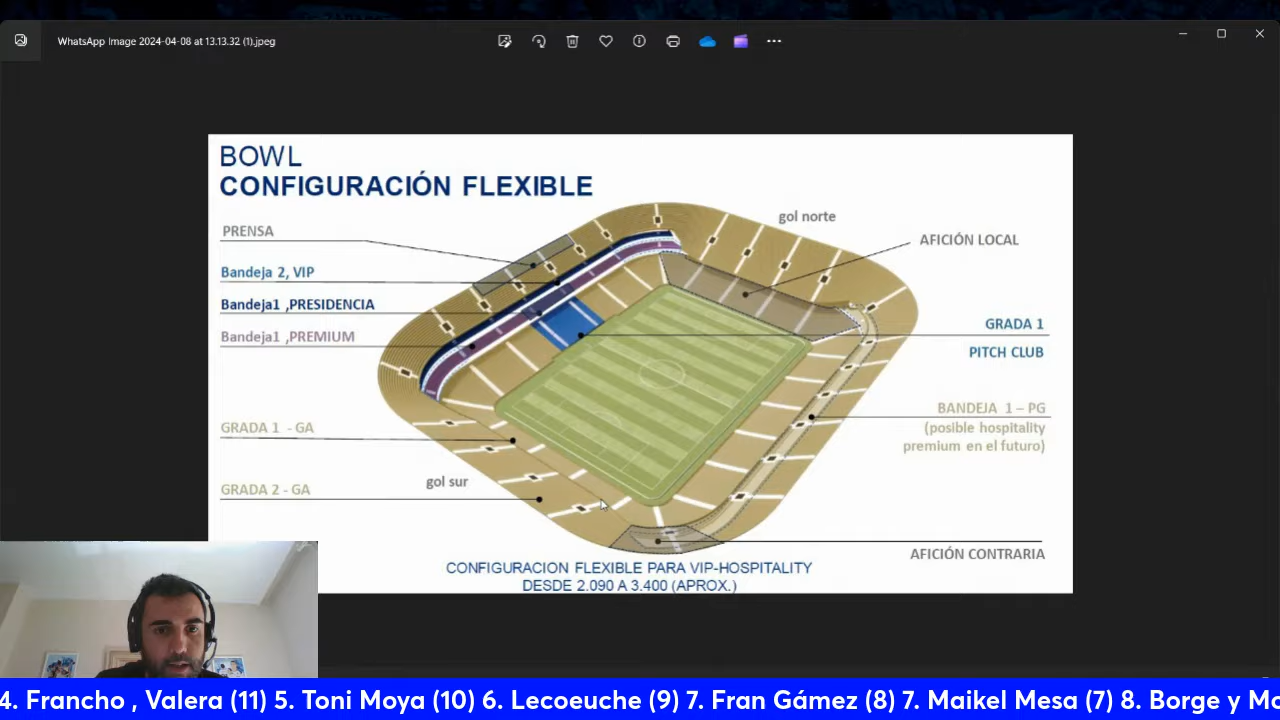 WhatsApp Image 2024-04-08 at 13.13.32 (1).jpeg
BOWL
CONFIGURACIÓN FLEXIBLE
gol norte
PRENSA
AFICIÓN LOCAL
Bandeja 2, VIP
Bandeja1 ,PRESIDENCIA
Bandeja1 ,PREMIUM
GRADA 1
PITCH CLUB
BANDEJA 1 – PG
(posible hospitality
premium en el futuro)
GRADA 1 - GA
gol sur
GRADA 2 - GA
AFICIÓN CONTRARIA
CONFIGURACION FLEXIBLE PARA VIP-HOSPITALITY
DESDE 2.090 A 3.400 (APROX.)
4. Francho , Valera (11) 5. Toni Moya (10) 6. Lecoeuche (9) 7. Fran Gámez (8) 7. Maikel Mesa (7) 8. Borge y